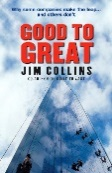 Why some companies make the leap...
and others don't
GOOD TO
GREAT
JIM COLLINS